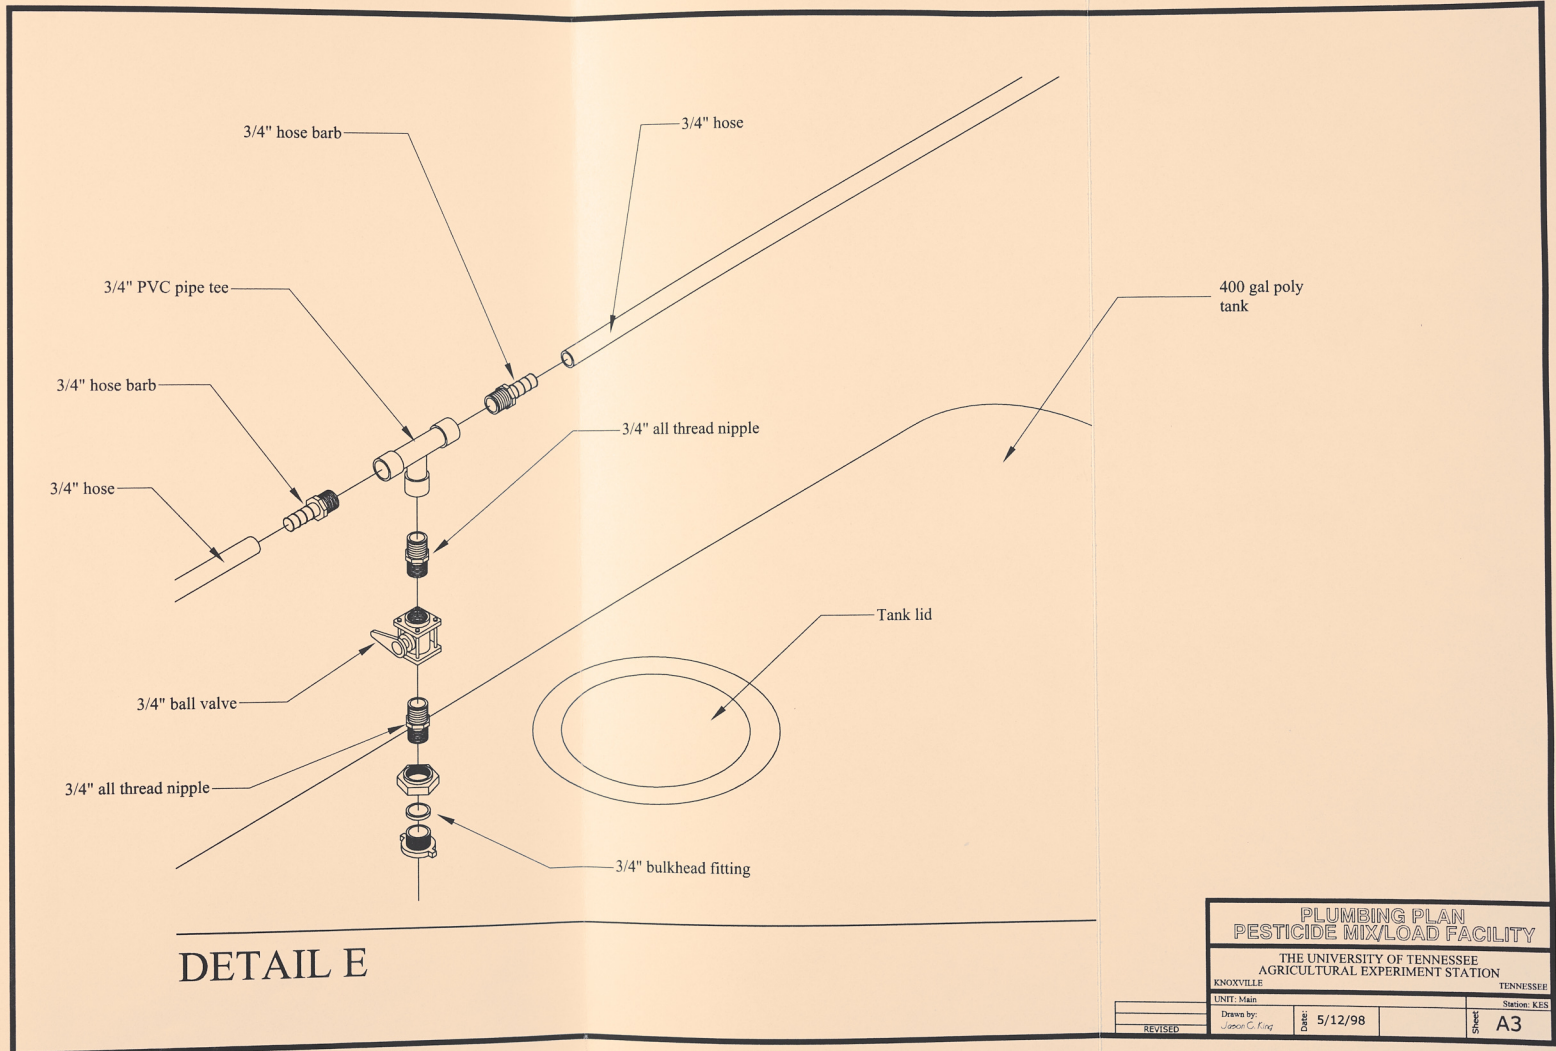 3/4" hose barb
3/4" hose
3/4" PVC pipe tee
400 gal poly
tank
3/4" hose barb
3/4" all thread nipple
3/4" hose
Tank lid
3/4" ball valve
3/4" all thread nipple
3/4" bulkhead fitting
DETAIL E
PLUMBING PLAN
PESTICIDE MIX/LOAD FACILITY
THE UNIVERSITY OF TENNESSEE
AGRICULTURAL EXPERIMENT STATION
KNOXVILLE TENNESSEE
UNIT: Main Station: KES
Drawn by:
Jason C. King
Date: 5/12/98
Sheet A3
REVISED